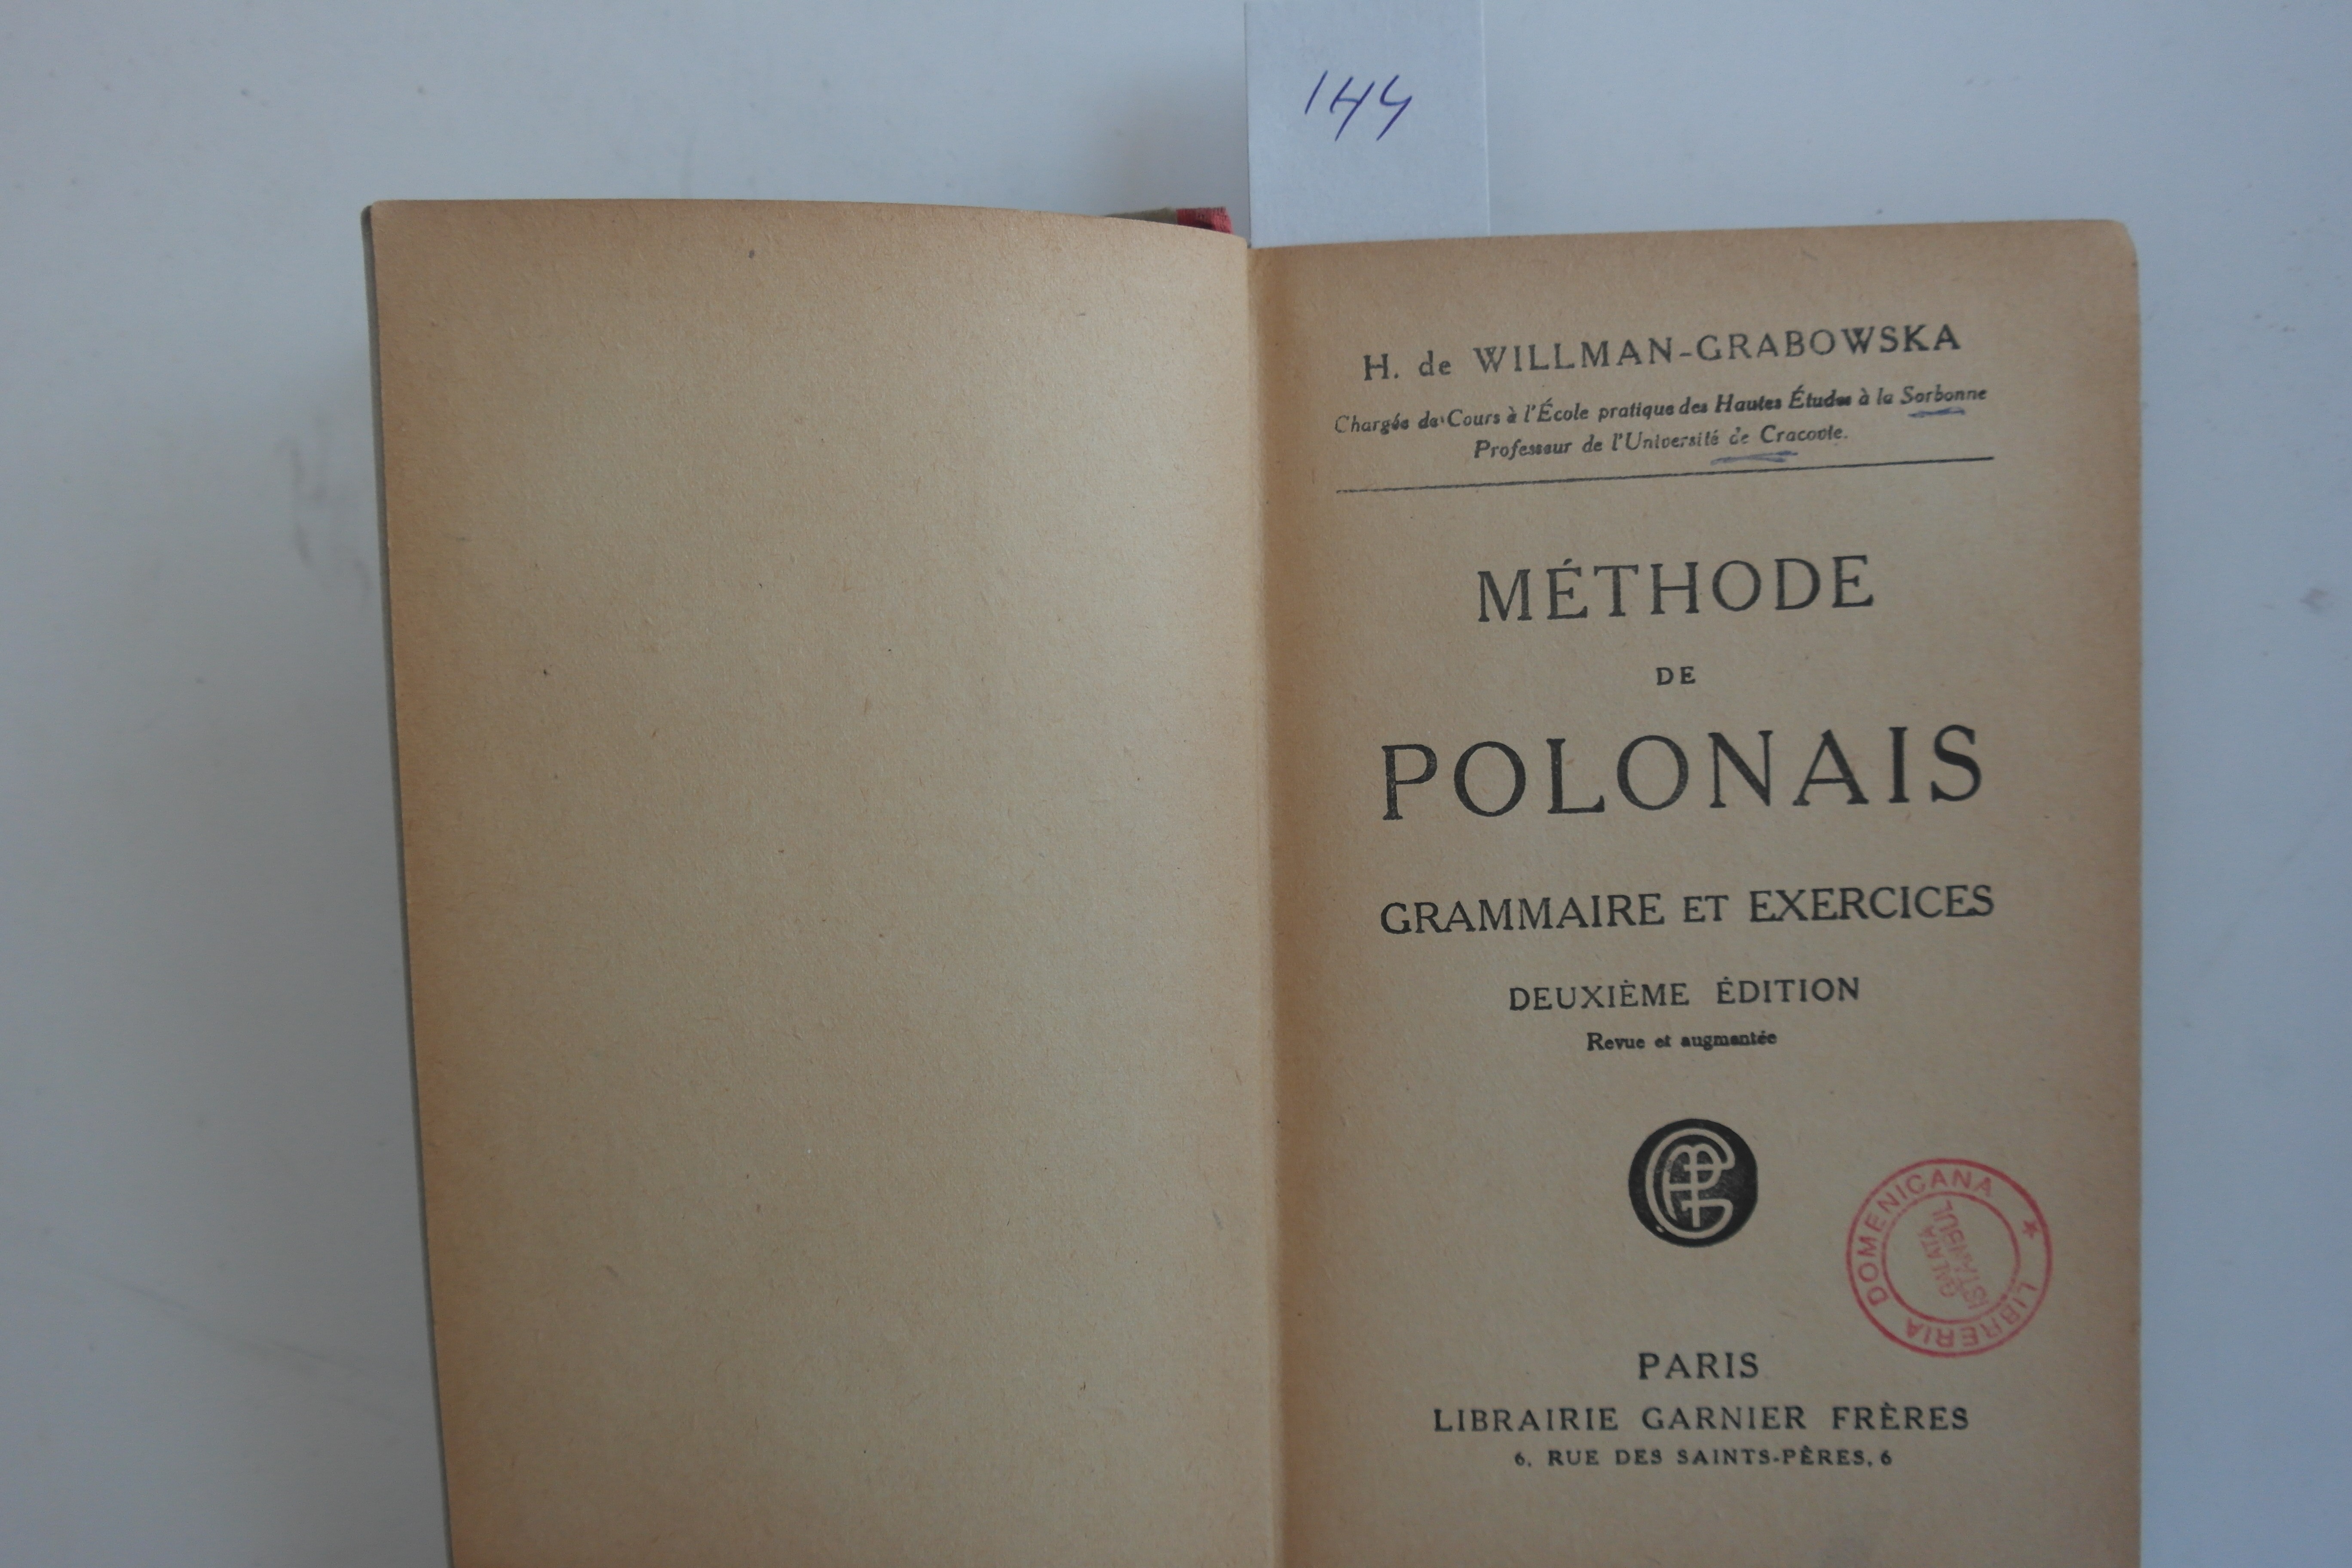 144
H. de WILLMAN-GRABOWSKA
Chargée de Cours à l'École pratique des Hautes Études à la Sorbonne
Professeur de l'Université de Cracovie.
MÉTHODE
DE
POLONAIS
GRAMMAIRE ET EXERCICES
DEUXIÈME ÉDITION
Revue et augmentée
LIBRERIA DOMENICANA *
GALATA
ISTANBUL
PARIS
LIBRAIRIE GARNIER FRÈRES
6, RUE DES SAINTS-PÈRES, 6